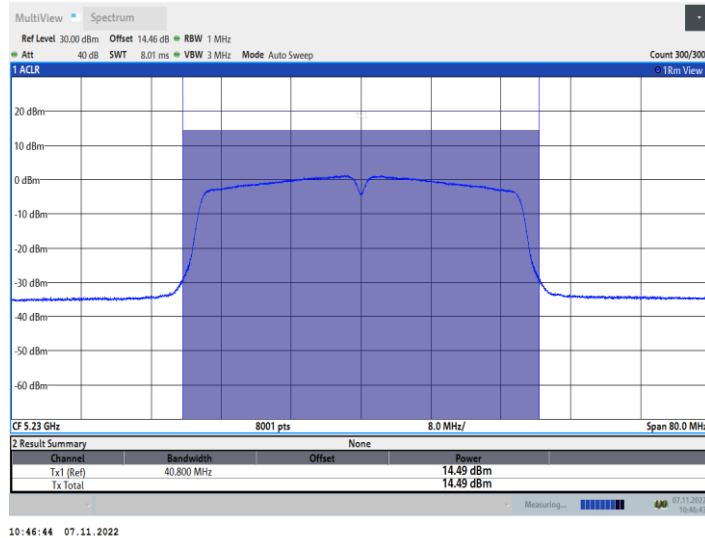 MultiView Spectrum
Ref Level 30.00 dBm Offset 14.46 dB RBW 1 MHz
Att 40 dB SWT 8.01 ms VBW 3 MHz Mode Auto Sweep Count 300/300
1 ACLR 1Rm View
20 dBm
10 dBm
0 dBm
-10 dBm
-20 dBm
-30 dBm
-40 dBm
-50 dBm
-60 dBm
CF 5.23 GHz 8001 pts 8.0 MHz/ Span 80.0 MHz
2 Result Summary None
Channel Bandwidth Offset Power
Tx1 (Ref) 40.800 MHz 14.49 dBm
Tx Total 14.49 dBm
Measuring... 07.11.2022
10:46:44 07.11.2022